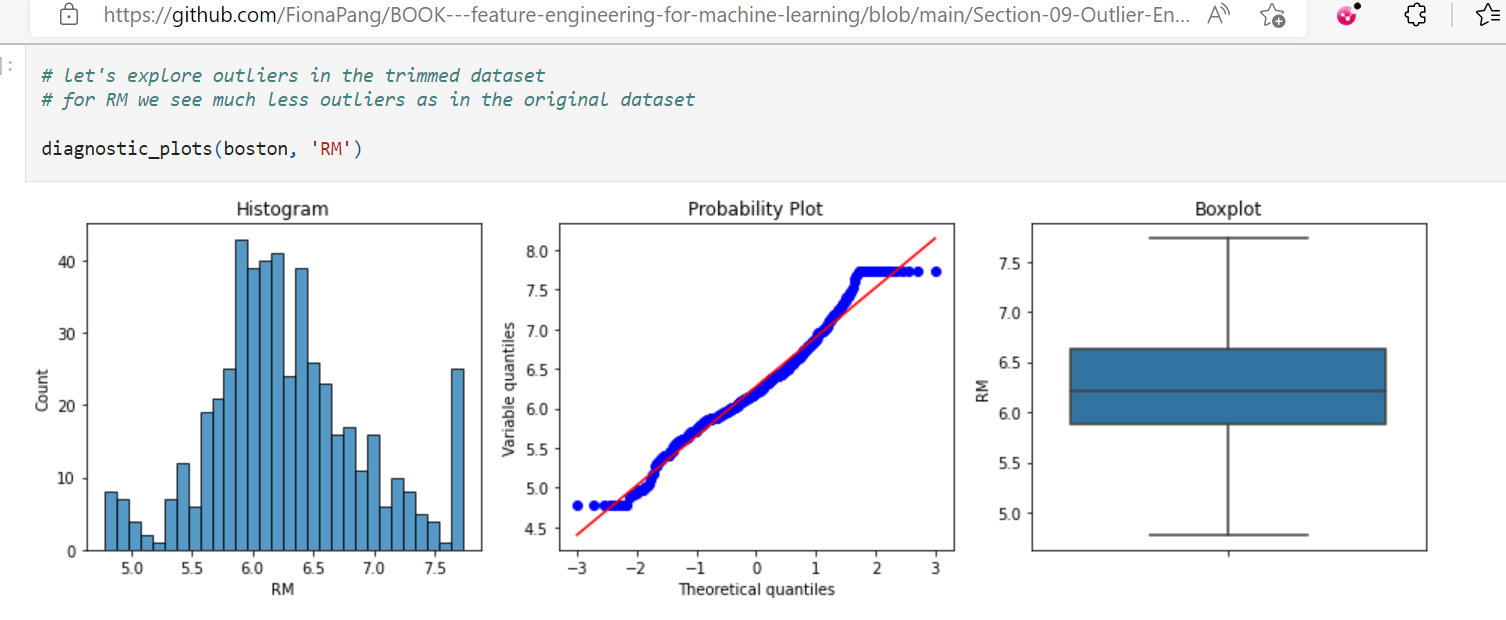 https://github.com/FionaPang/BOOK---feature-engineering-for-machine-learning/blob/main/Section-09-Outlier-En...
]:
# let's explore outliers in the trimmed dataset
# for RM we see much less outliers as in the original dataset
diagnostic_plots(boston, 'RM')
Histogram
Count
40
30
20
10
0
5.0 5.5 6.0 6.5 7.0 7.5
RM
Probability Plot
Variable quantiles
8.0
7.5
7.0
6.5
6.0
5.5
5.0
4.5
−3 −2 −1 0 1 2 3
Theoretical quantiles
Boxplot
RM
7.5
7.0
6.5
6.0
5.5
5.0